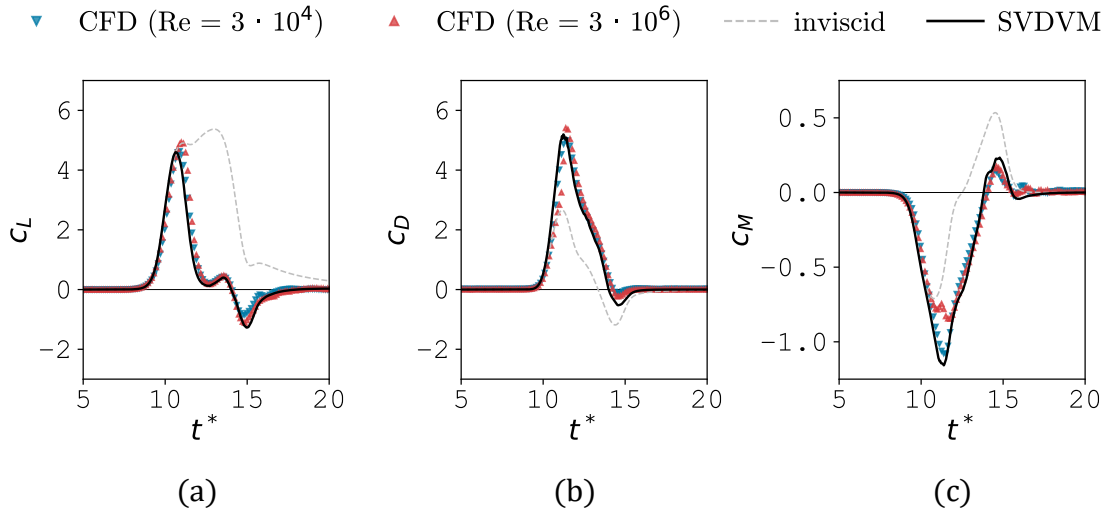 CFD (Re = 3 · 10⁴) CFD (Re = 3 · 10⁶) inviscid SVDVM
6
4
2
0
−2
c_L
5 10 15 20
t*
(a)
6
4
2
0
−2
c_D
5 10 15 20
t*
(b)
0.5
0.0
-0.5
-1.0
c_M
5 10 15 20
t*
(c)